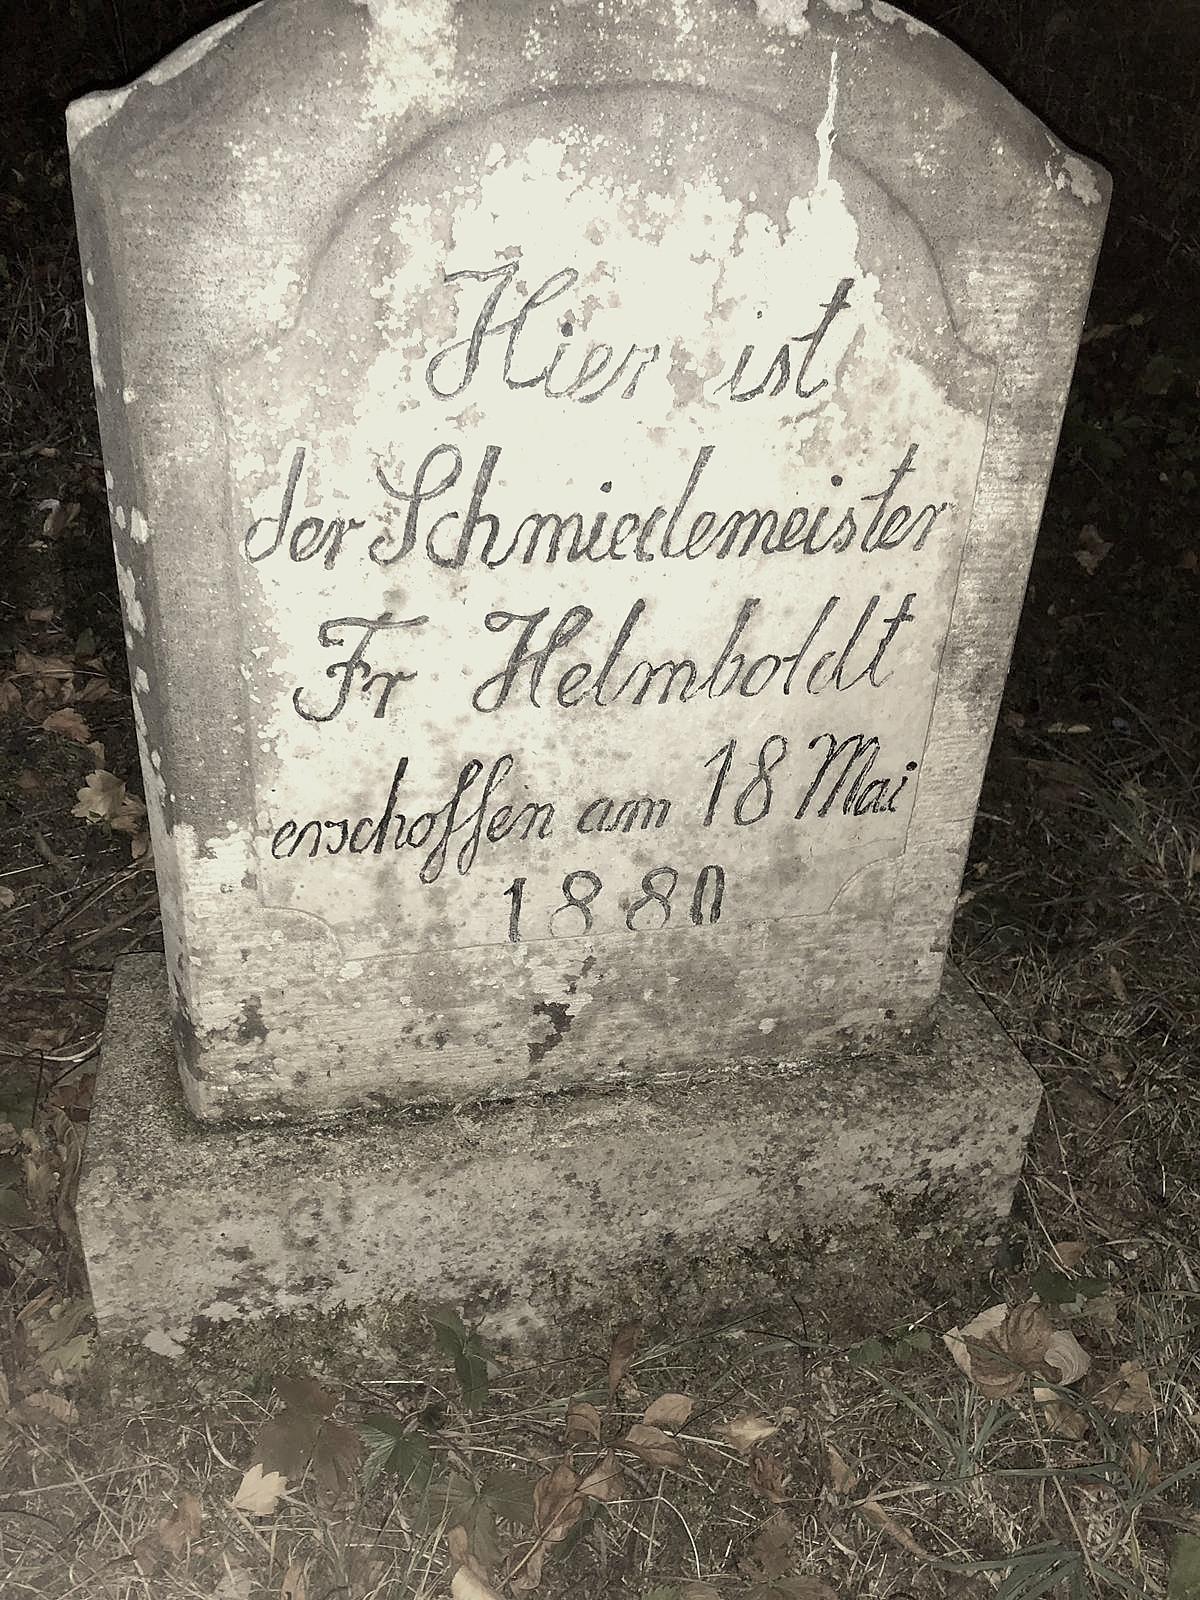 Hier ist
der Schmiedemeister
Fr Helmboldt
erschoſſen am 18 Mai
1880